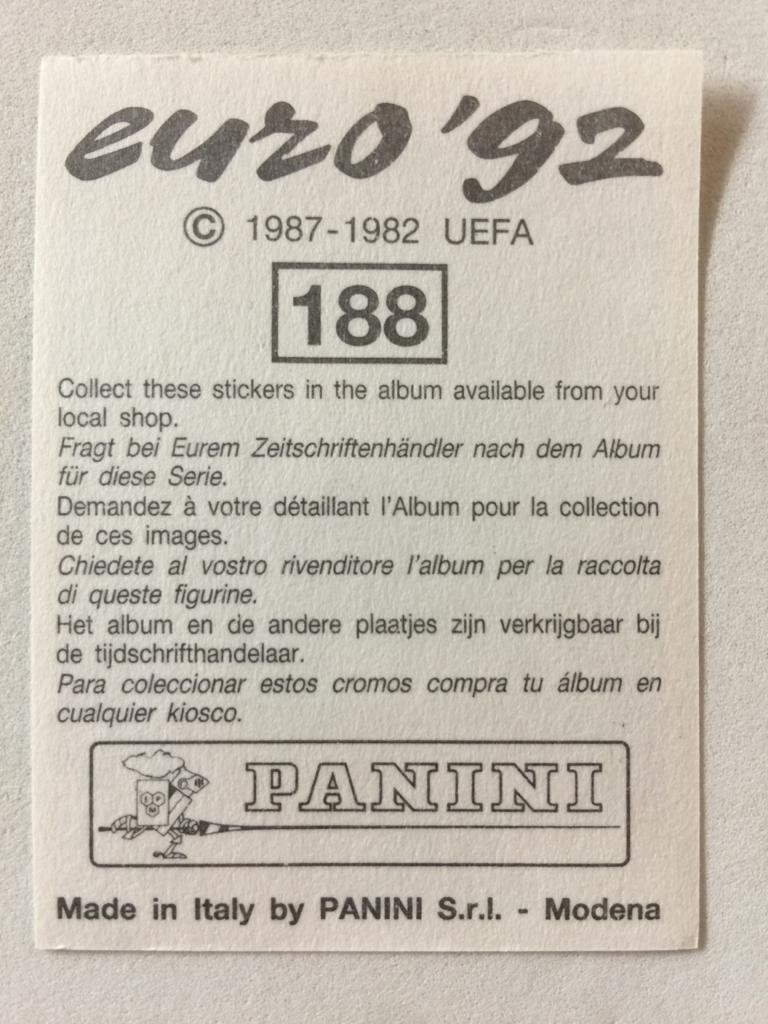 euro '92
© 1987-1982 UEFA
188
Collect these stickers in the album available from your
local shop.
Fragt bei Eurem Zeitschriftenhändler nach dem Album
für diese Serie.
Demandez à votre détaillant l'Album pour la collection
de ces images.
Chiedete al vostro rivenditore l'album per la raccolta
di queste figurine.
Het album en de andere plaatjes zijn verkrijgbaar bij
de tijdschrifthandelaar.
Para coleccionar estos cromos compra tu álbum en
cualquier kiosco.
PANINI
Made in Italy by PANINI S.r.l. - Modena